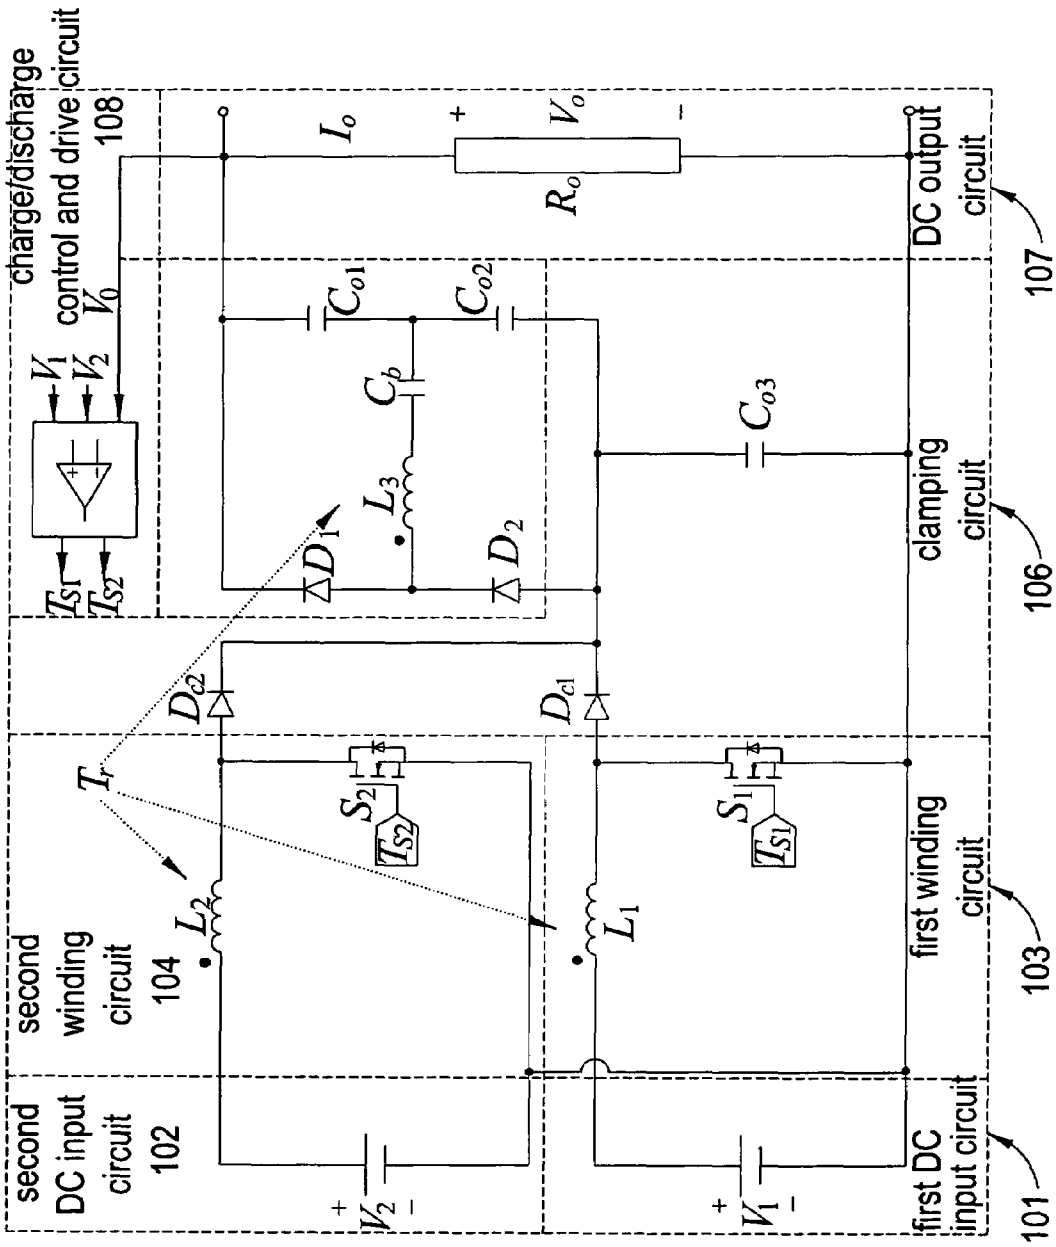 second
DC input
circuit
102
second
winding
circuit
104
charge/discharge
control and drive circuit
108
TS1
TS2
V1
V2
V0
Tr
+
V2
−
L2
S2
TS2
Dc2
D1
D2
L3
Cb
Co1
Co2
Io
+
Vo
−
Ro
+
V1
−
L1
S1
TS1
Dc1
Co3
+
−
first DC
input circuit
101
first winding
circuit
103
clamping
circuit
106
DC output
circuit
107